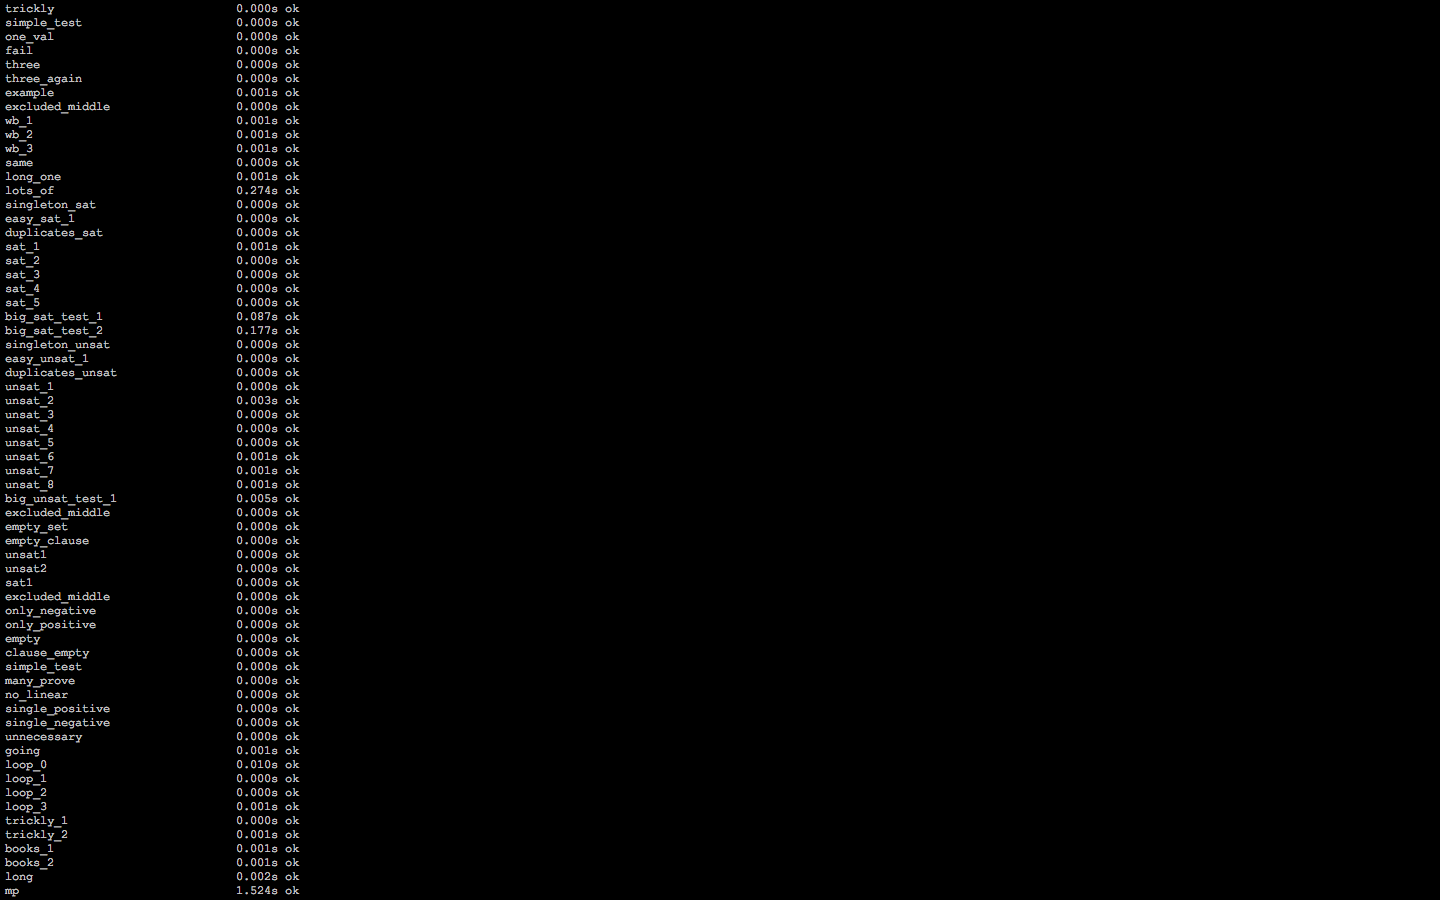 trickly 0.000s ok
simple_test 0.000s ok
one_val 0.000s ok
fail 0.000s ok
three 0.000s ok
three_again 0.000s ok
example 0.001s ok
excluded_middle 0.000s ok
wb_1 0.001s ok
wb_2 0.001s ok
wb_3 0.001s ok
same 0.000s ok
long_one 0.001s ok
lots_of 0.274s ok
singleton_sat 0.000s ok
easy_sat_1 0.000s ok
duplicates_sat 0.000s ok
sat_1 0.001s ok
sat_2 0.000s ok
sat_3 0.000s ok
sat_4 0.000s ok
sat_5 0.000s ok
big_sat_test_1 0.087s ok
big_sat_test_2 0.177s ok
singleton_unsat 0.000s ok
easy_unsat_1 0.000s ok
duplicates_unsat 0.000s ok
unsat_1 0.000s ok
unsat_2 0.003s ok
unsat_3 0.000s ok
unsat_4 0.000s ok
unsat_5 0.000s ok
unsat_6 0.001s ok
unsat_7 0.001s ok
unsat_8 0.001s ok
big_unsat_test_1 0.005s ok
excluded_middle 0.000s ok
empty_set 0.000s ok
empty_clause 0.000s ok
unsat1 0.000s ok
unsat2 0.000s ok
sat1 0.000s ok
excluded_middle 0.000s ok
only_negative 0.000s ok
only_positive 0.000s ok
empty 0.000s ok
clause_empty 0.000s ok
simple_test 0.000s ok
many_prove 0.000s ok
no_linear 0.000s ok
single_positive 0.000s ok
single_negative 0.000s ok
unnecessary 0.000s ok
going 0.001s ok
loop_0 0.010s ok
loop_1 0.000s ok
loop_2 0.000s ok
loop_3 0.001s ok
trickly_1 0.000s ok
trickly_2 0.001s ok
books_1 0.001s ok
books_2 0.001s ok
long 0.002s ok
mp 1.524s ok